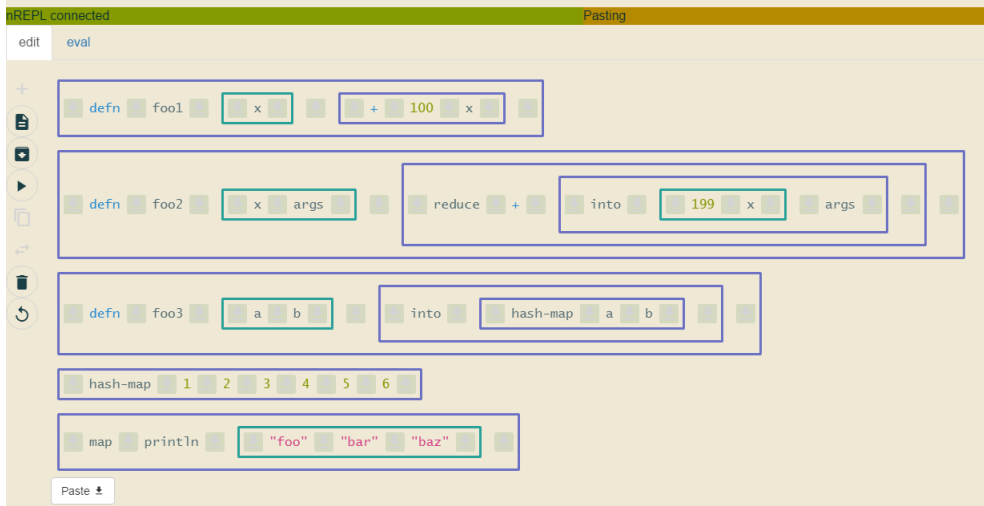 nREPL connected Pasting
edit eval
defn foo1 x + 100 x
defn foo2 x args reduce + into 199 x args
defn foo3 a b into hash-map a b
hash-map 1 2 3 4 5 6
map println "foo" "bar" "baz"
Paste